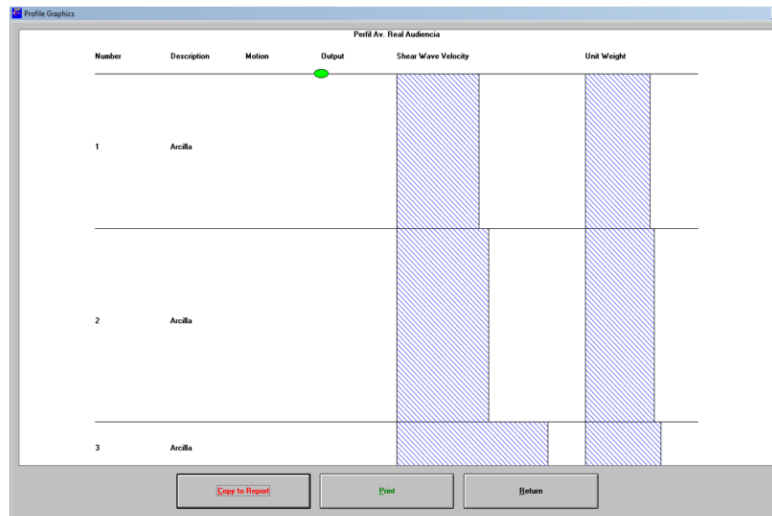 Profile Graphics
Perfil Av. Real Audiencia
Number Description Motion Output Shear Wave Velocity Unit Weight
1 Arcilla
2 Arcilla
3 Arcilla
Copy to Report Print Return